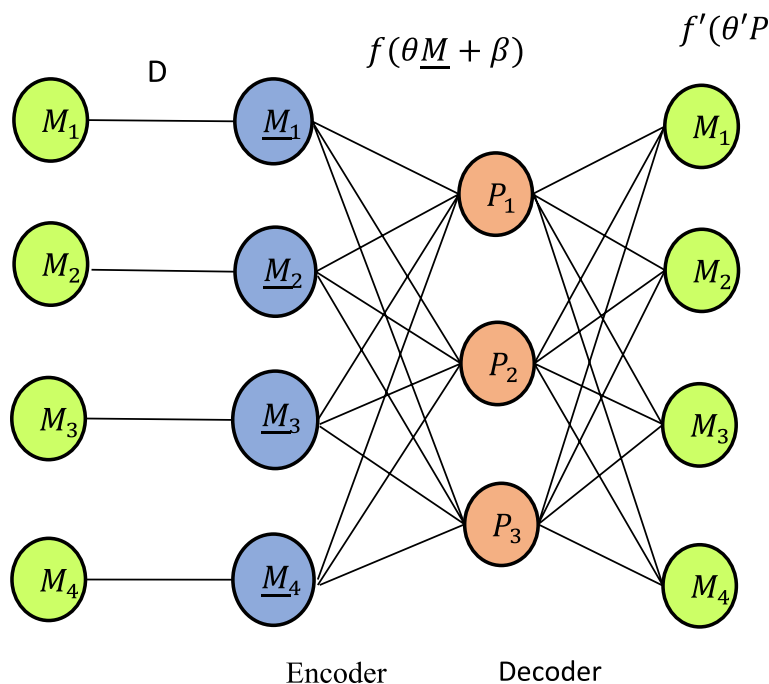 f′(θ′P
f(θM̲ + β)
D
M₁ M̲₁ M₁
P₁
M₂ M̲₂ M₂
P₂
M₃ M̲₃ M₃
P₃
M₄ M̲₄ M₄
Encoder Decoder